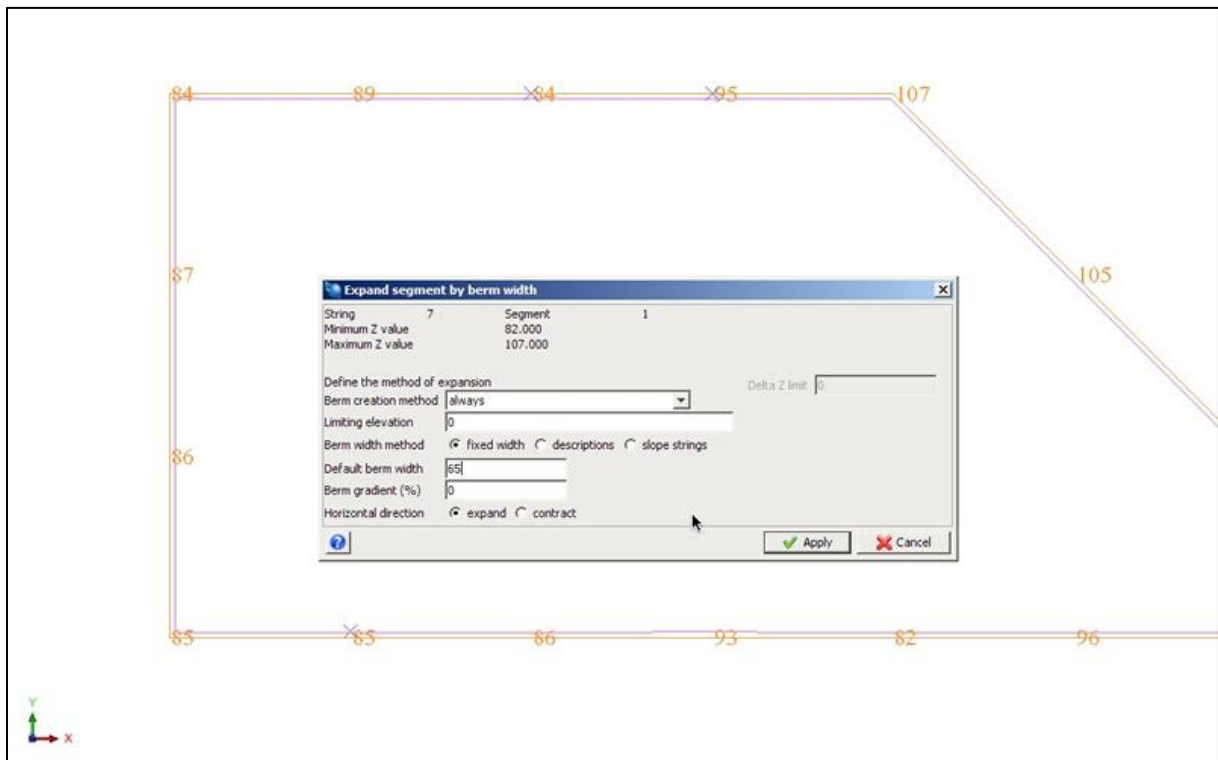 84 89 84 95 107
87 105
Expand segment by berm width
String 7 Segment 1
Minimum Z value 82.000
Maximum Z value 107.000
Define the method of expansion Delta Z limit 0
Berm creation method always
Limiting elevation 0
Berm width method fixed width descriptions slope strings
Default berm width 65
Berm gradient (%) 0
Horizontal direction expand contract
? Apply Cancel
86
85 85 86 93 82 96
Y
X